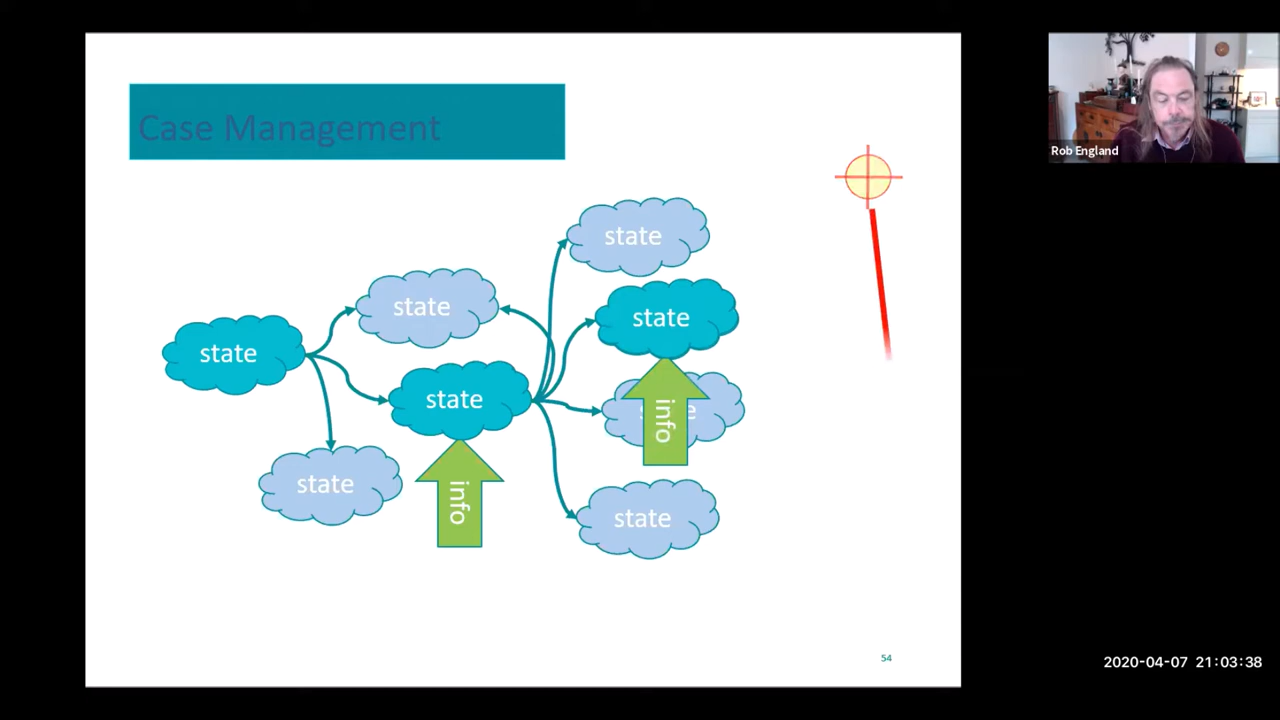 Case Management
Rob England
state
state
state
state
state
state
info
info
state
state
54
2020-04-07 21:03:38